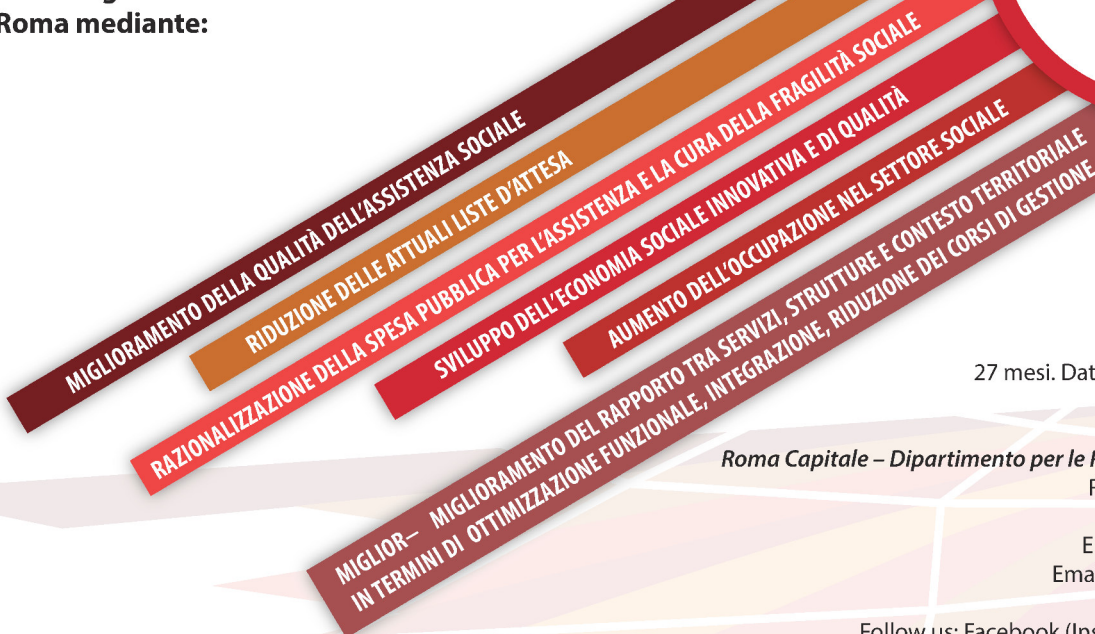 Roma mediante:
MIGLIORAMENTO DELLA QUALITÀ DELL'ASSISTENZA SOCIALE
RIDUZIONE DELLE ATTUALI LISTE D'ATTESA
RAZIONALIZZAZIONE DELLA SPESA PUBBLICA PER L'ASSISTENZA E LA CURA DELLA FRAGILITÀ SOCIALE
SVILUPPO DELL'ECONOMIA SOCIALE INNOVATIVA E DI QUALITÀ
AUMENTO DELL'OCCUPAZIONE NEL SETTORE SOCIALE
MIGLIOR– MIGLIORAMENTO DEL RAPPORTO TRA SERVIZI, STRUTTURE E CONTESTO TERRITORIALE
IN TERMINI DI OTTIMIZZAZIONE FUNZIONALE, INTEGRAZIONE, RIDUZIONE DEI CORSI DI GESTIONE
27 mesi. Dat
Roma Capitale – Dipartimento per le
Ema
Follow us: Facebook (Ins